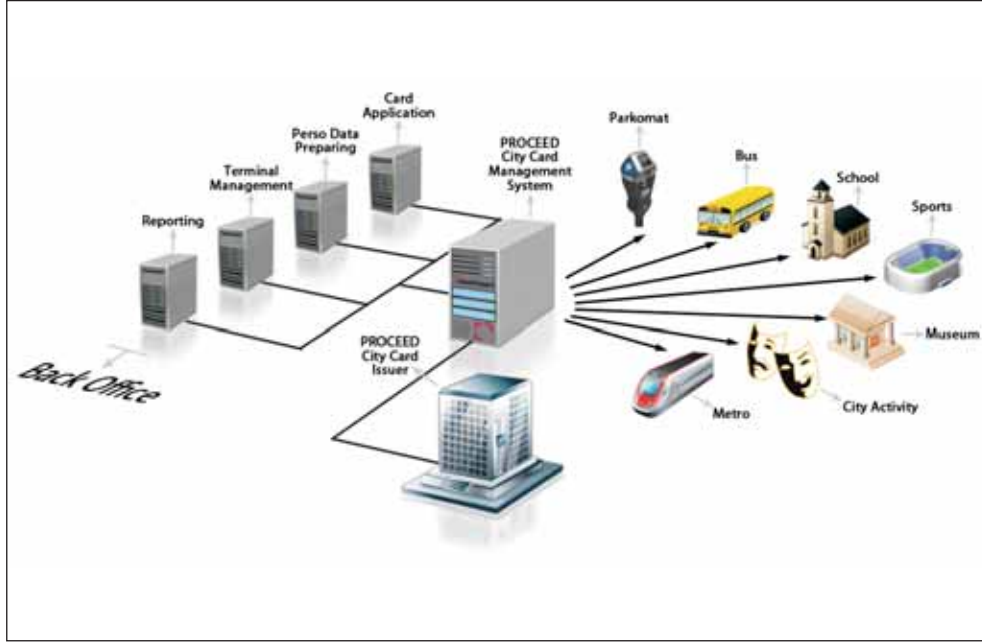 Card
Application
Perso Data
Preparing
Terminal
Management
Reporting
Back Office
PROCEED
City Card
Management
System
PROCEED
City Card
Issuer
Parkomat
Bus
School
Sports
Museum
City Activity
Metro